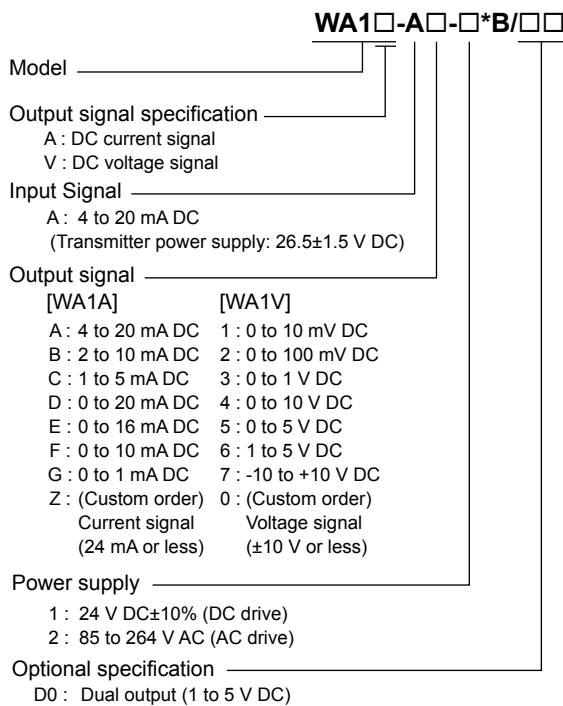 WA1□-A□-□*B/□□
Model
Output signal specification
A : DC current signal
V : DC voltage signal
Input Signal
A : 4 to 20 mA DC
(Transmitter power supply: 26.5±1.5 V DC)
Output signal
[WA1A] [WA1V]
A : 4 to 20 mA DC 1 : 0 to 10 mV DC
B : 2 to 10 mA DC 2 : 0 to 100 mV DC
C : 1 to 5 mA DC 3 : 0 to 1 V DC
D : 0 to 20 mA DC 4 : 0 to 10 V DC
E : 0 to 16 mA DC 5 : 0 to 5 V DC
F : 0 to 10 mA DC 6 : 1 to 5 V DC
G : 0 to 1 mA DC 7 : -10 to +10 V DC
Z : (Custom order) 0 : (Custom order)
Current signal Voltage signal
(24 mA or less) (±10 V or less)
Power supply
1 : 24 V DC±10% (DC drive)
2 : 85 to 264 V AC (AC drive)
Optional specification
D0 : Dual output (1 to 5 V DC)